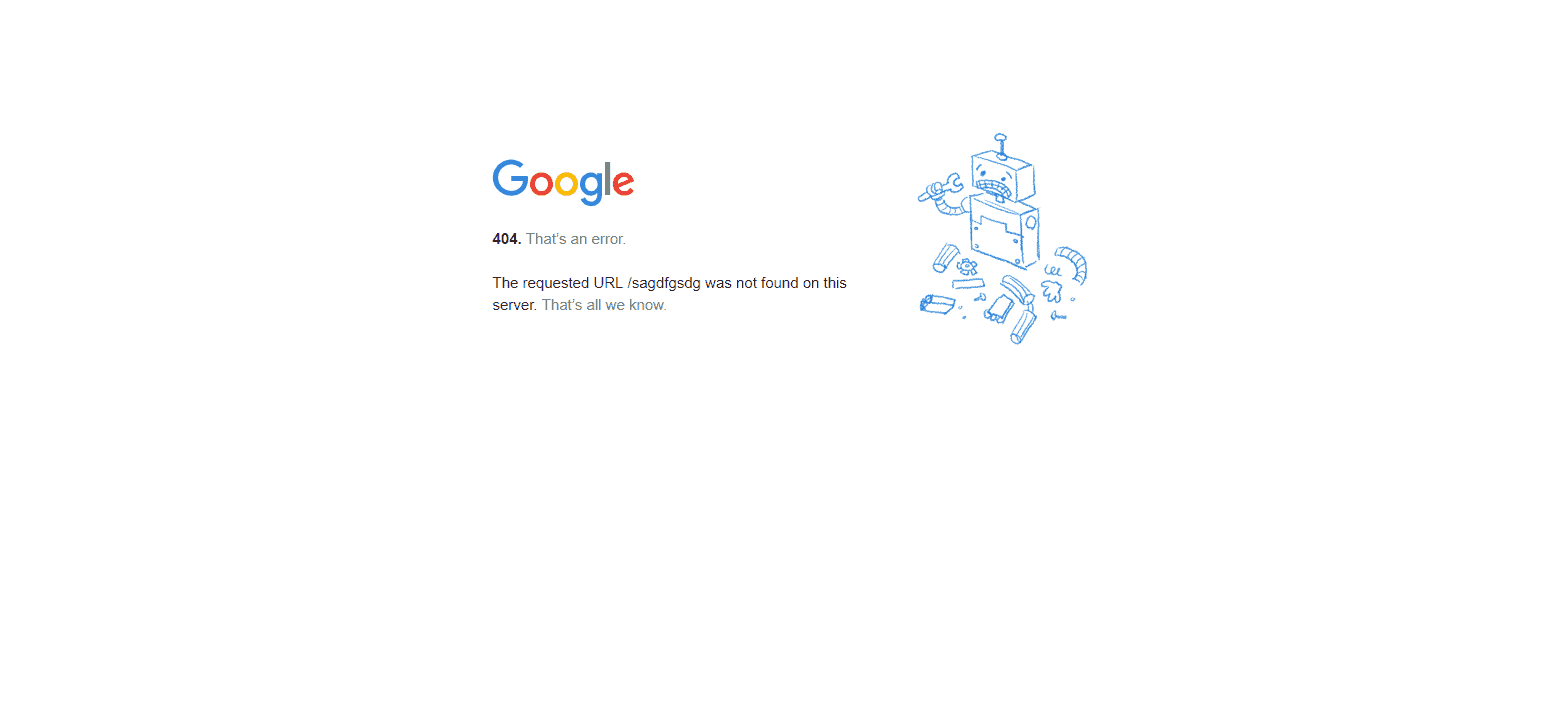 Google
404. That’s an error.
The requested URL /sagdfgsdg was not found on this
server. That’s all we know.